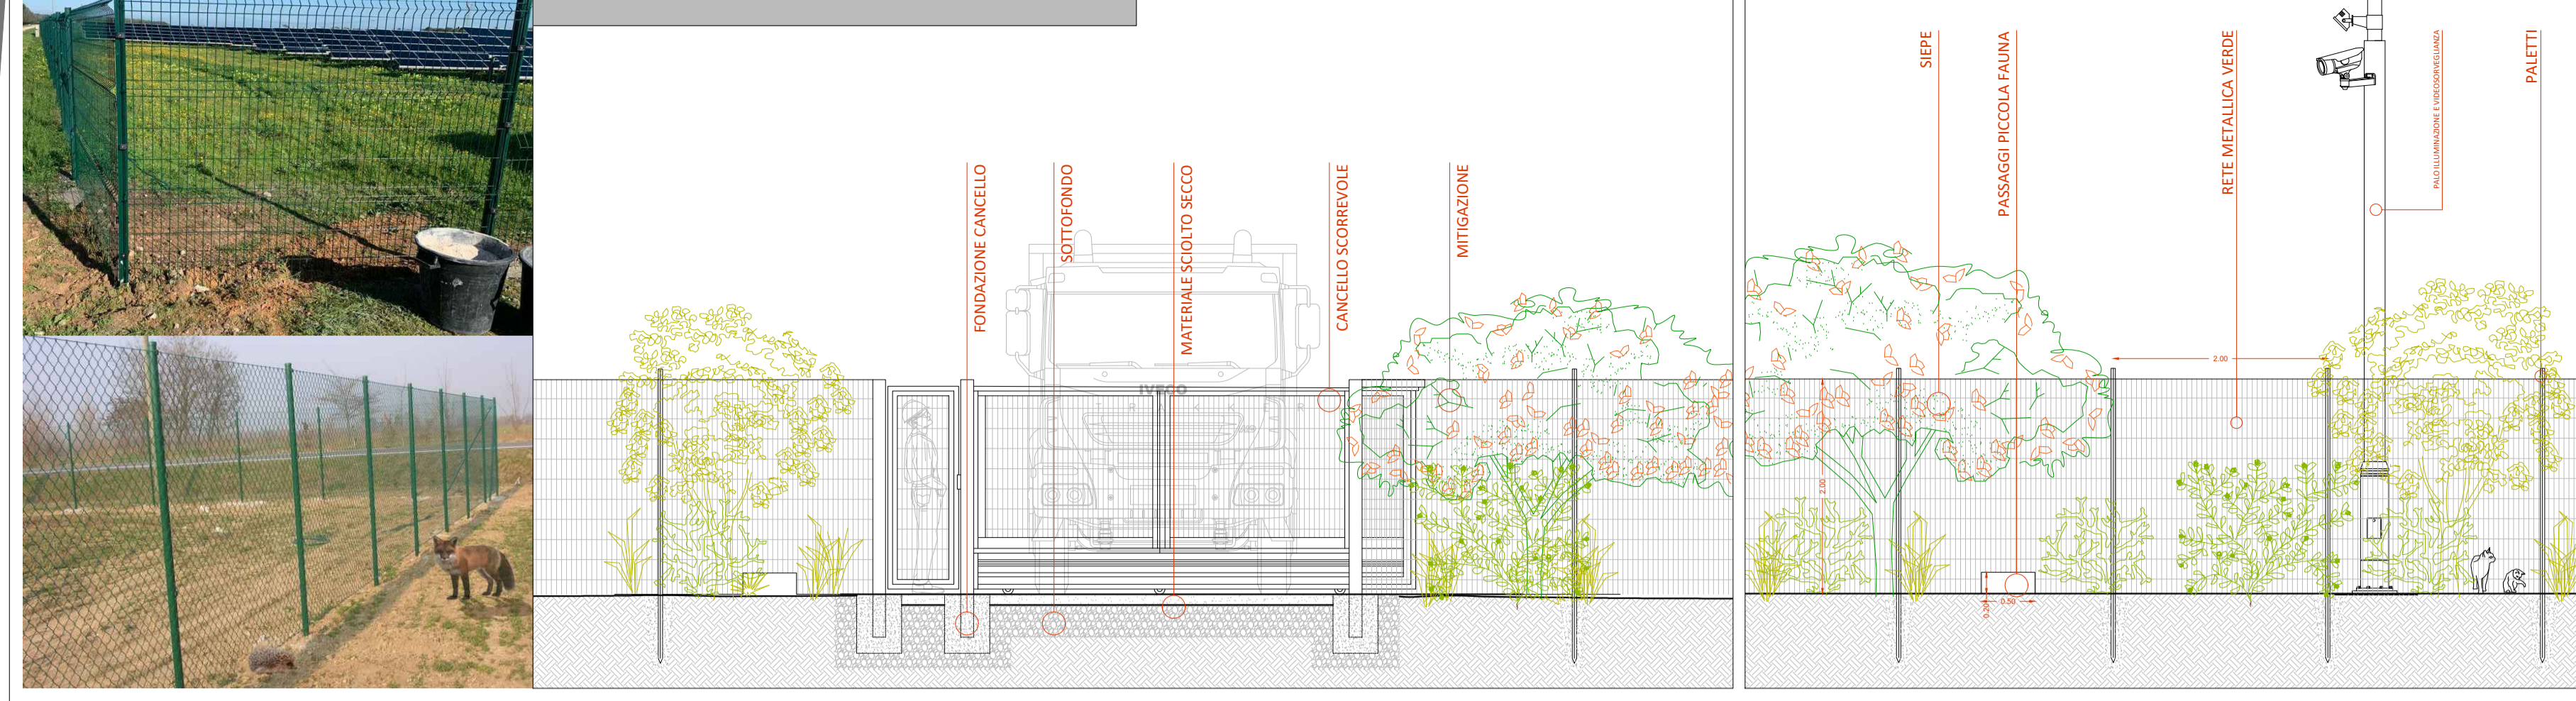 FONDAZIONE CANCELLO
SOTTOFONDO
MATERIALE SCIOLTO SECCO
CANCELLO SCORREVOLE
MITIGAZIONE
IVECO
SIEPE
PASSAGGI PICCOLA FAUNA
RETE METALLICA VERDE
PALO ILLUMINAZIONE E VIDEOSORVEGLIANZA
PALETTI
2.00
2.00
0.50
0.20